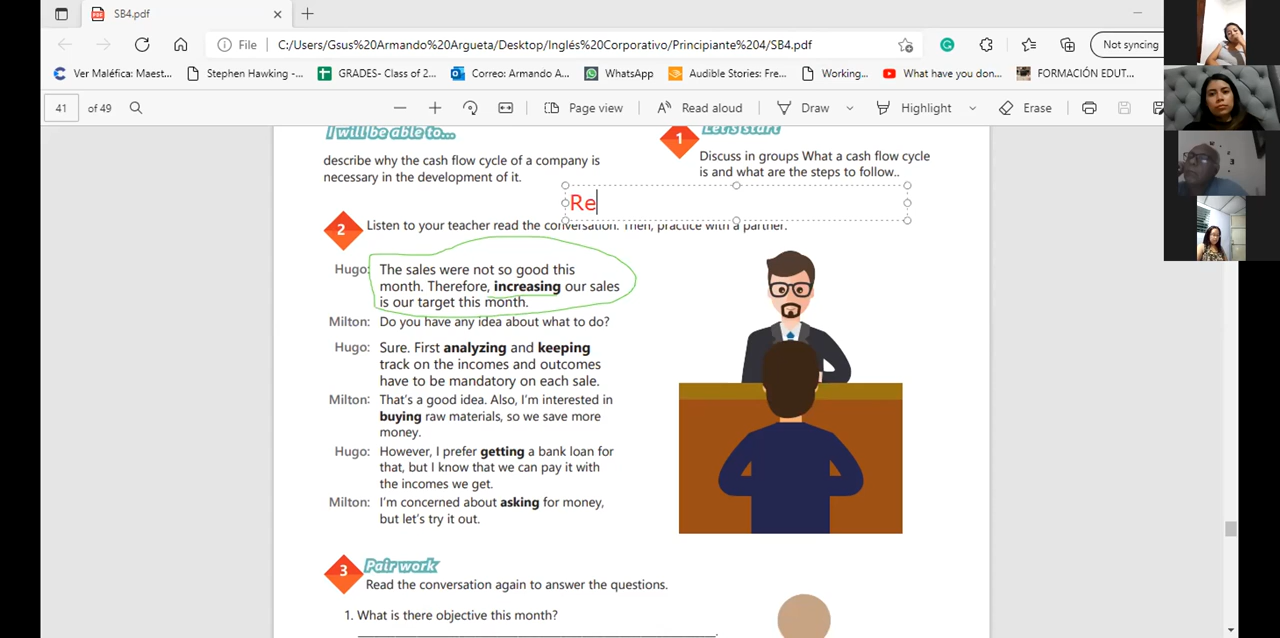 SB4.pdf
File C:/Users/Gsus%20Armando%20Argueta/Desktop/Inglés%20Corporativo/Principiante%204/SB4.pdf Not syncing
Ver Maléfica: Maest... Stephen Hawking -... GRADES- Class of 2... Correo: Armando A... WhatsApp Audible Stories: Fre... Working... What have you don... FORMACIÓN EDUT...
41 of 49 Page view Read aloud Draw Highlight Erase
I will be able to...
describe why the cash flow cycle of a company is
necessary in the development of it.
1 Let's start
Discuss in groups What a cash flow cycle
is and what are the steps to follow..
Re
2 Listen to your teacher read the conversation. Then, practice with a partner.
Hugo: The sales were not so good this
month. Therefore, increasing our sales
is our target this month.
Milton: Do you have any idea about what to do?
Hugo: Sure. First analyzing and keeping
track on the incomes and outcomes
have to be mandatory on each sale.
Milton: That's a good idea. Also, I'm interested in
buying raw materials, so we save more
money.
Hugo: However, I prefer getting a bank loan for
that, but I know that we can pay it with
the incomes we get.
Milton: I'm concerned about asking for money,
but let's try it out.
3 Pair work
Read the conversation again to answer the questions.
1. What is there objective this month?